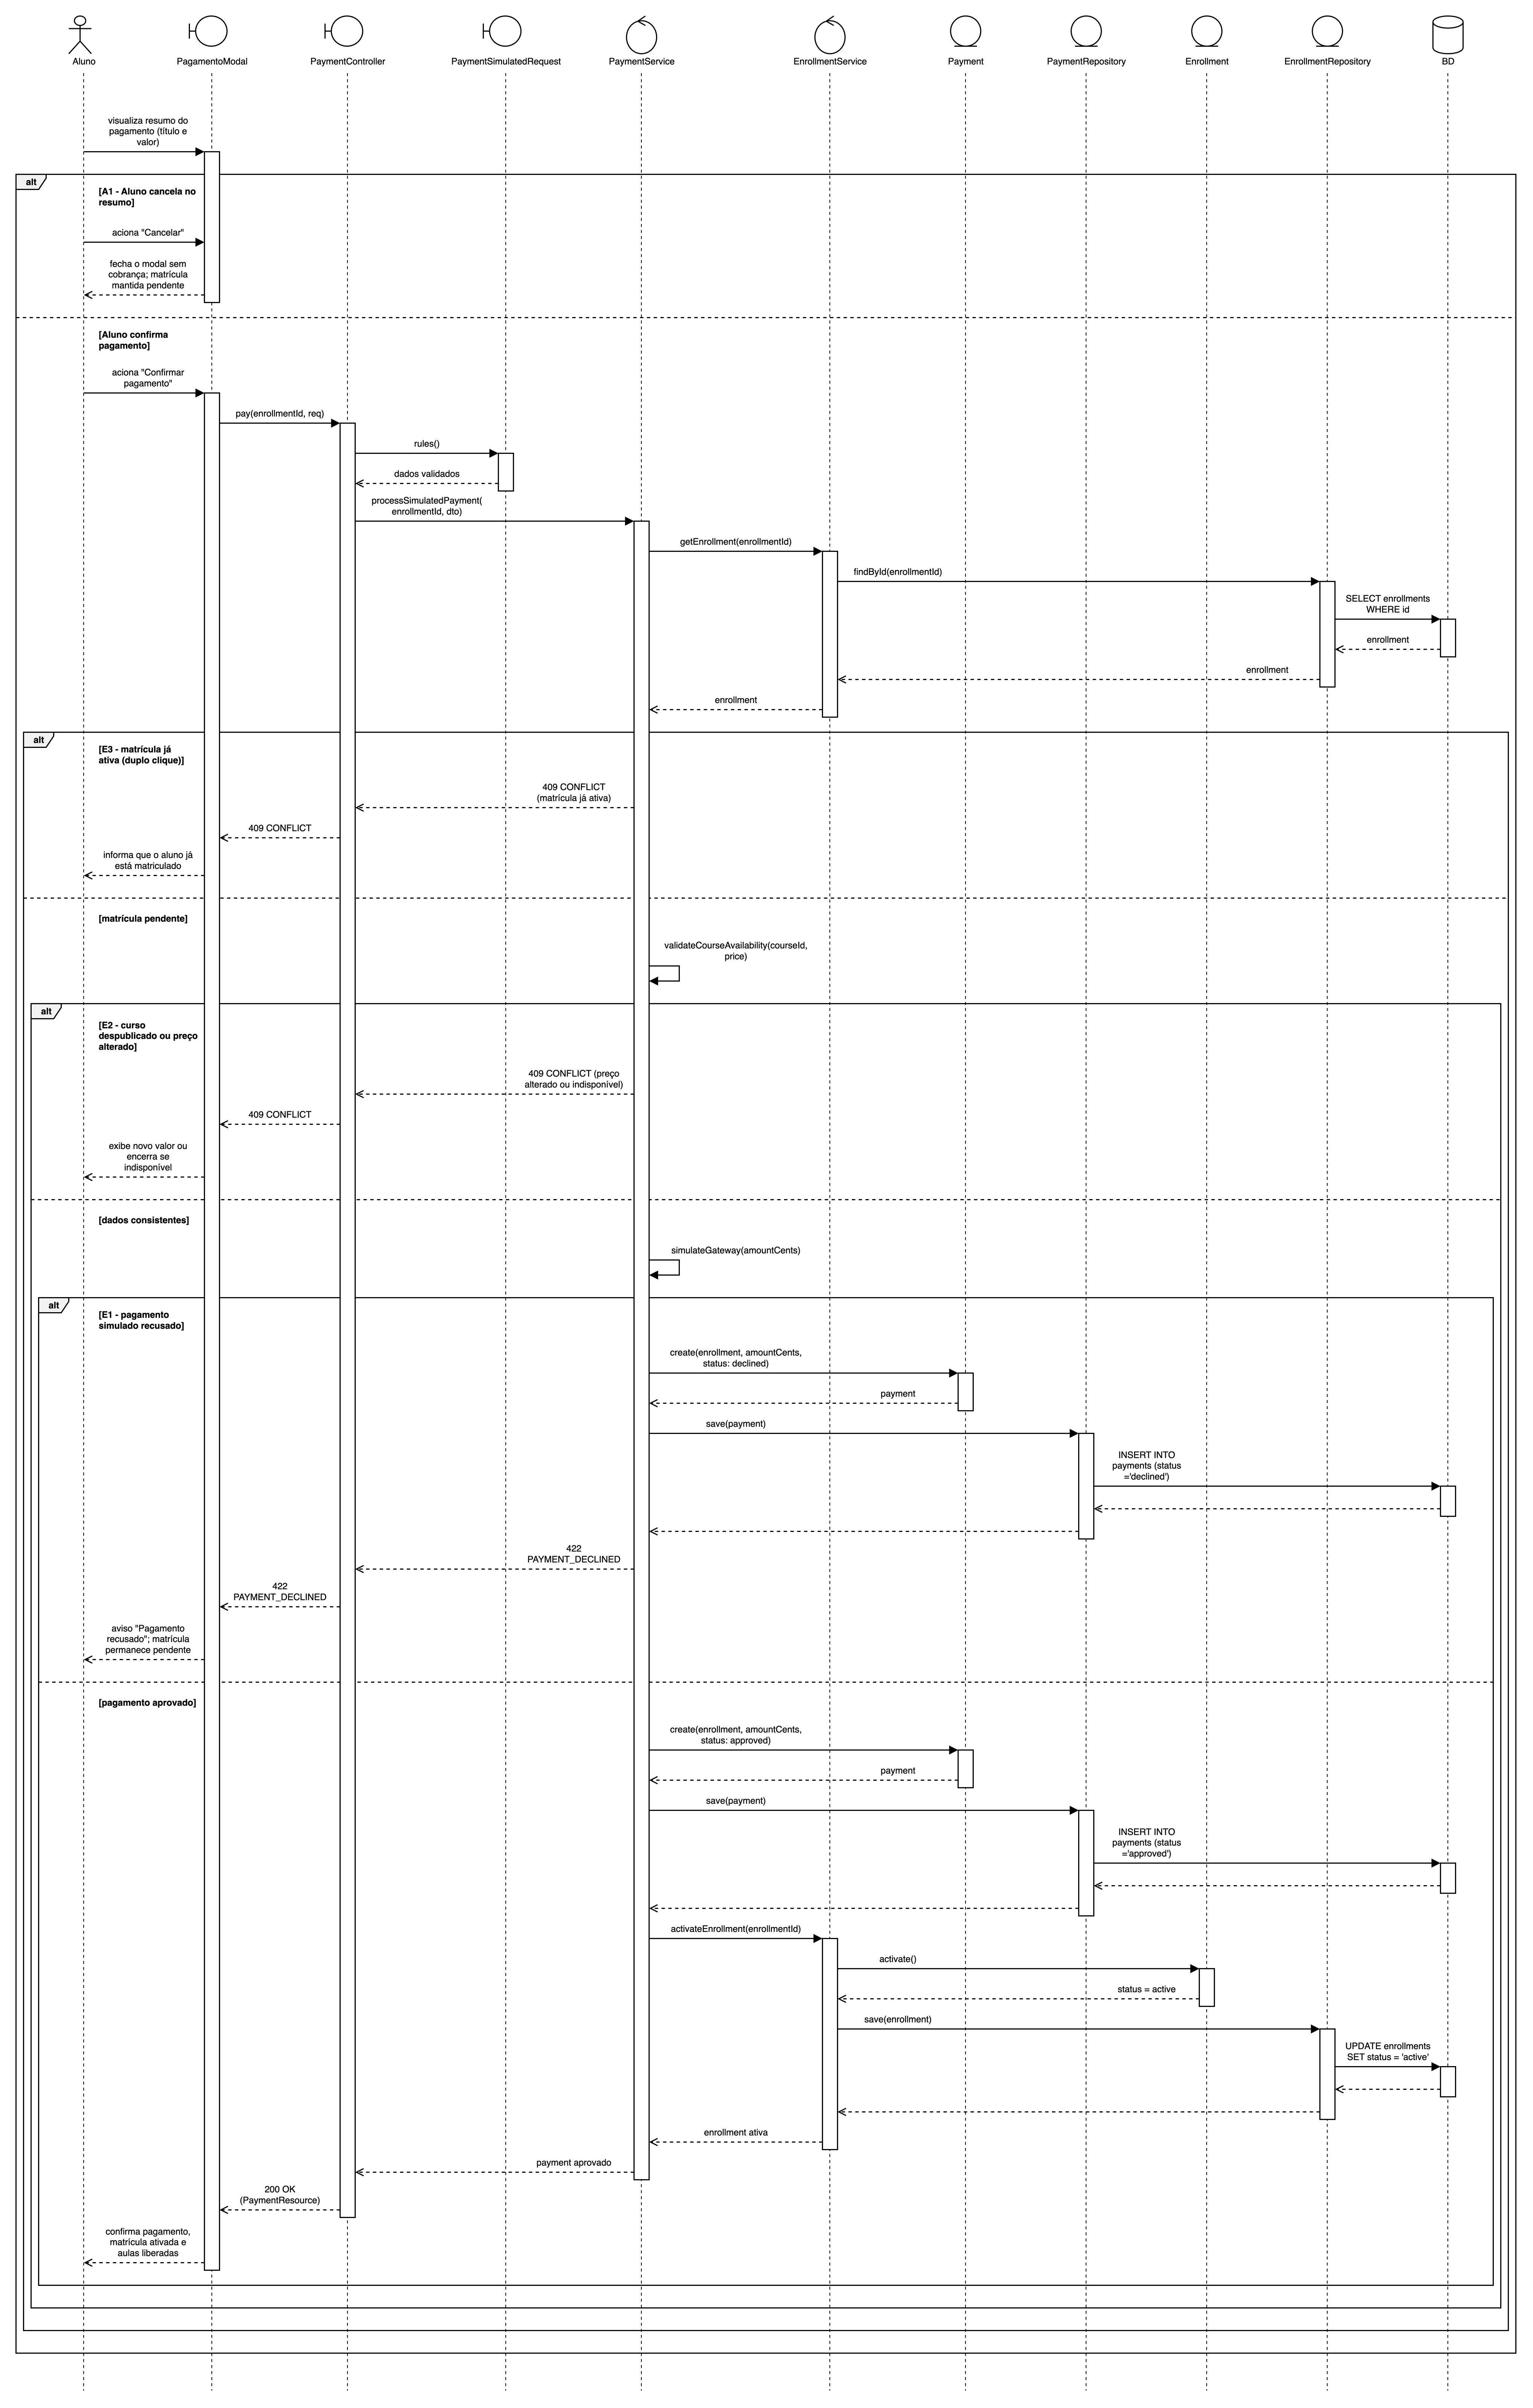 Aluno
PagamentoModal
PaymentController
PaymentSimulatedRequest
PaymentService
EnrollmentService
Payment
PaymentRepository
Enrollment
EnrollmentRepository
BD
visualiza resumo do
pagamento (título e
valor)
alt
[A1 - Aluno cancela no
resumo]
aciona "Cancelar"
fecha o modal sem
cobrança; matrícula
mantida pendente
[Aluno confirma
pagamento]
aciona "Confirmar
pagamento"
pay(enrollmentId, req)
rules()
dados validados
processSimulatedPayment(
enrollmentId, dto)
getEnrollment(enrollmentId)
findById(enrollmentId)
SELECT enrollments
WHERE id
enrollment
enrollment
enrollment
alt
[E3 - matrícula já
ativa (duplo clique)]
409 CONFLICT
(matrícula já ativa)
409 CONFLICT
informa que o aluno já
está matriculado
[matrícula pendente]
validateCourseAvailability(courseId,
price)
alt
[E2 - curso
despublicado ou preço
alterado]
409 CONFLICT (preço
alterado ou indisponível)
409 CONFLICT
exibe novo valor ou
encerra se
indisponível
[dados consistentes]
simulateGateway(amountCents)
alt
[E1 - pagamento
simulado recusado]
create(enrollment, amountCents,
status: declined)
payment
save(payment)
INSERT INTO
payments (status
='declined')
422
PAYMENT_DECLINED
422
PAYMENT_DECLINED
aviso "Pagamento
recusado"; matrícula
permanece pendente
[pagamento aprovado]
create(enrollment, amountCents,
status: approved)
payment
save(payment)
INSERT INTO
payments (status
='approved')
activateEnrollment(enrollmentId)
activate()
status = active
save(enrollment)
UPDATE enrollments
SET status = 'active'
enrollment ativa
payment aprovado
200 OK
(PaymentResource)
confirma pagamento,
matrícula ativada e
aulas liberadas